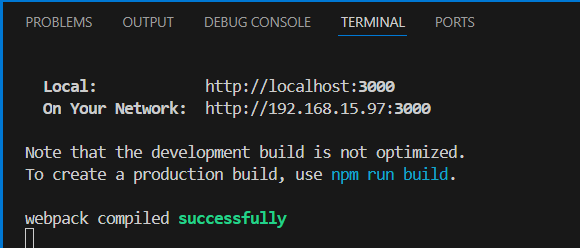 PROBLEMS OUTPUT DEBUG CONSOLE TERMINAL PORTS
Local: http://localhost:3000
On Your Network: http://192.168.15.97:3000
Note that the development build is not optimized.
To create a production build, use npm run build.
webpack compiled successfully